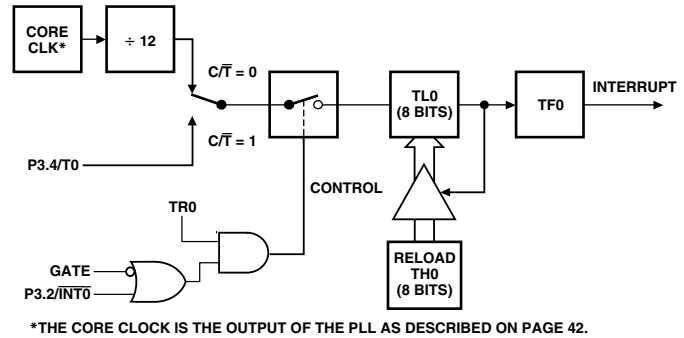 CORE
CLK*
÷ 12
C/T̅ = 0
C/T̅ = 1
P3.4/T0
TL0
(8 BITS)
TF0
INTERRUPT
CONTROL
TR0
GATE
P3.2/I̅N̅T̅0̅
RELOAD
TH0
(8 BITS)
*THE CORE CLOCK IS THE OUTPUT OF THE PLL AS DESCRIBED ON PAGE 42.